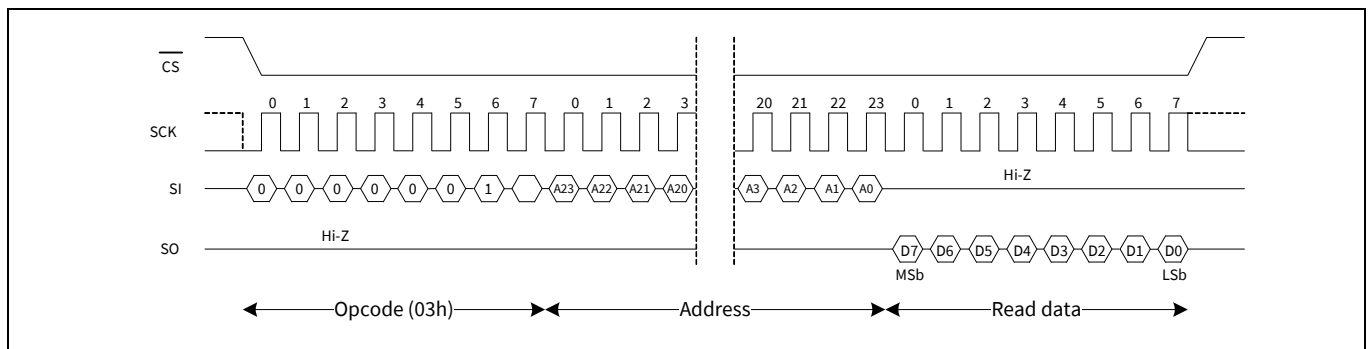 CS
0 1 2 3 4 5 6 7 0 1 2 3 20 21 22 23 0 1 2 3 4 5 6 7
SCK
Hi-Z
SI 0 0 0 0 0 0 1 A23 A22 A21 A20 A3 A2 A1 A0
Hi-Z
SO D7 D6 D5 D4 D3 D2 D1 D0
MSb LSb
Opcode (03h) Address Read data